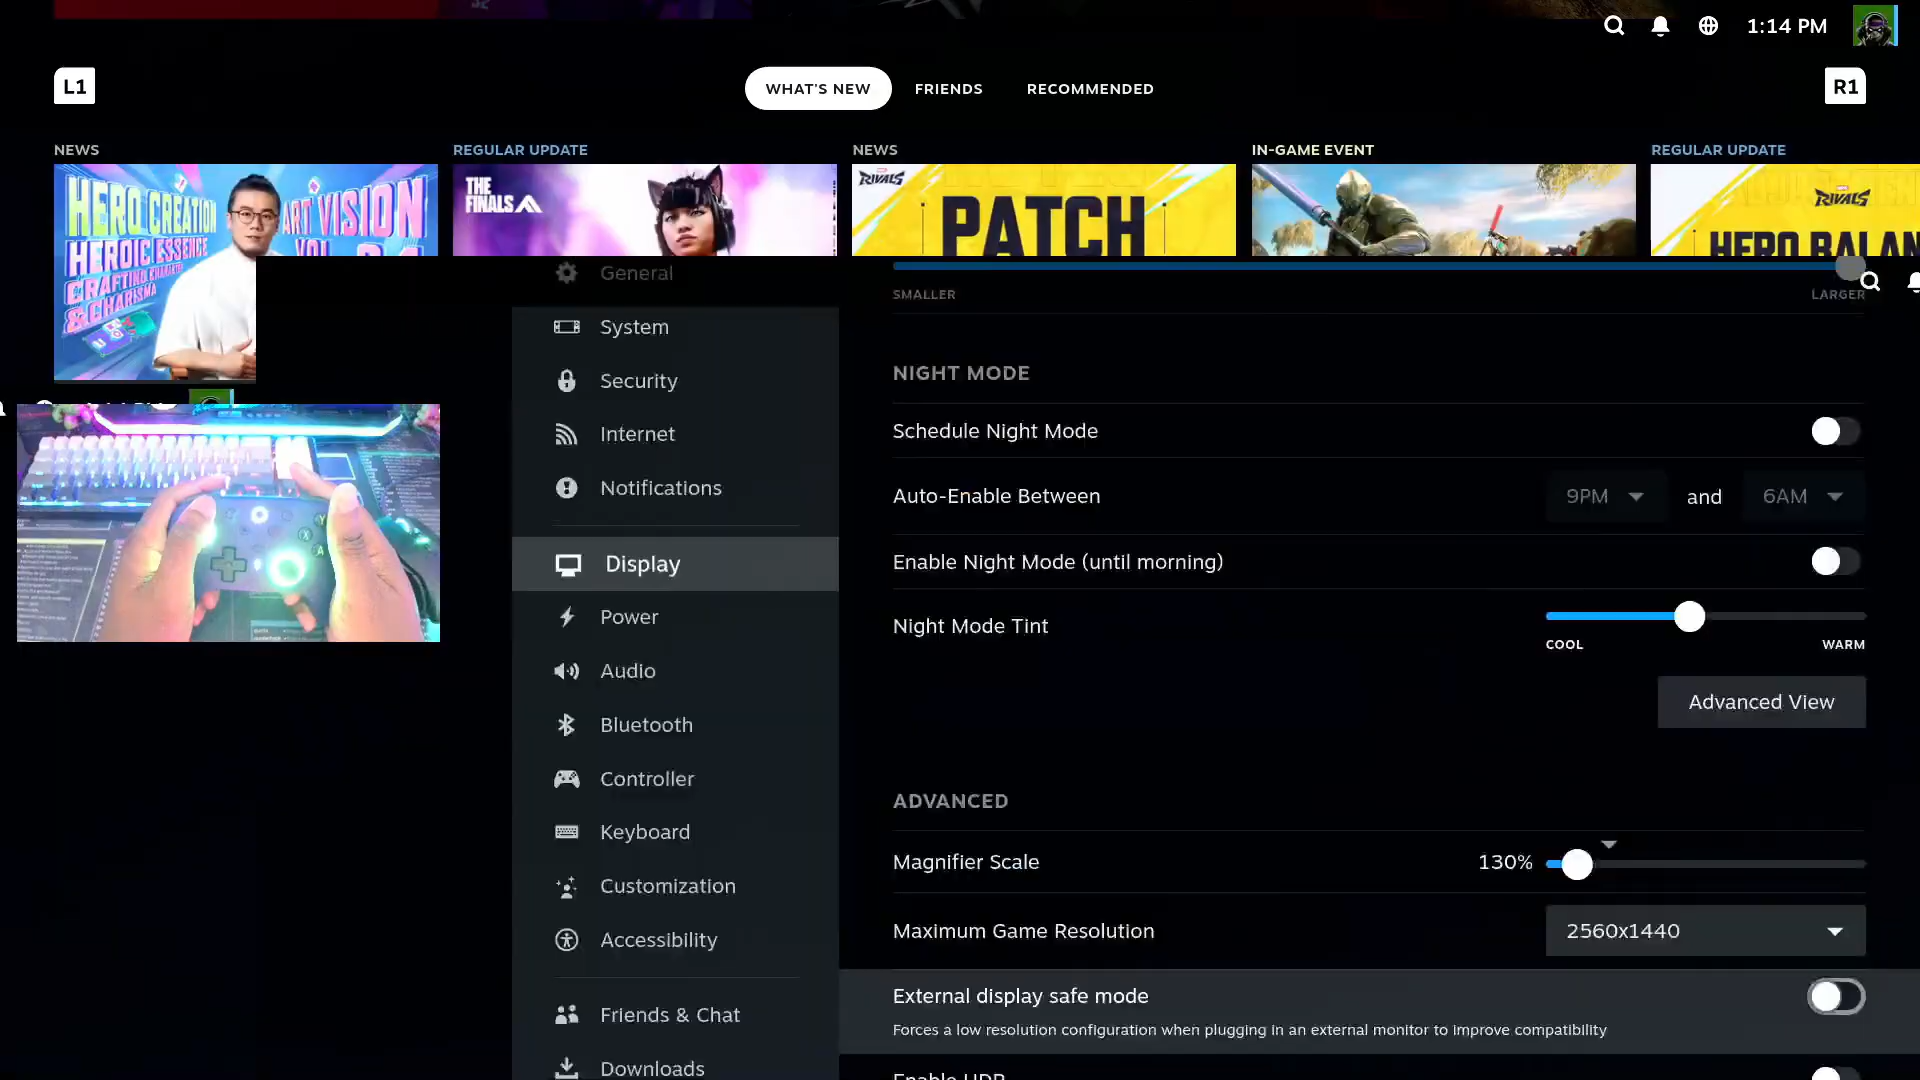 1:14 PM
L1
WHAT'S NEW
FRIENDS
RECOMMENDED
R1
NEWS
REGULAR UPDATE
NEWS
IN-GAME EVENT
REGULAR UPDATE
HERO CREATION
ART VISION
HEROIC ESSENCE
CRAFTING CHARACTER
& CHARISMA
THE
FINALS
RIVALS
PATCH
RIVALS
General
SMALLER
LARGER
System
Security
Internet
Notifications
Display
Power
Audio
Bluetooth
Controller
Keyboard
Customization
Accessibility
Friends & Chat
Downloads
NIGHT MODE
Schedule Night Mode
Auto-Enable Between
9PM
and
6AM
Enable Night Mode (until morning)
Night Mode Tint
COOL
WARM
Advanced View
ADVANCED
Magnifier Scale
130%
Maximum Game Resolution
2560x1440
External display safe mode
Forces a low resolution configuration when plugging in an external monitor to improve compatibility
Enable HDR